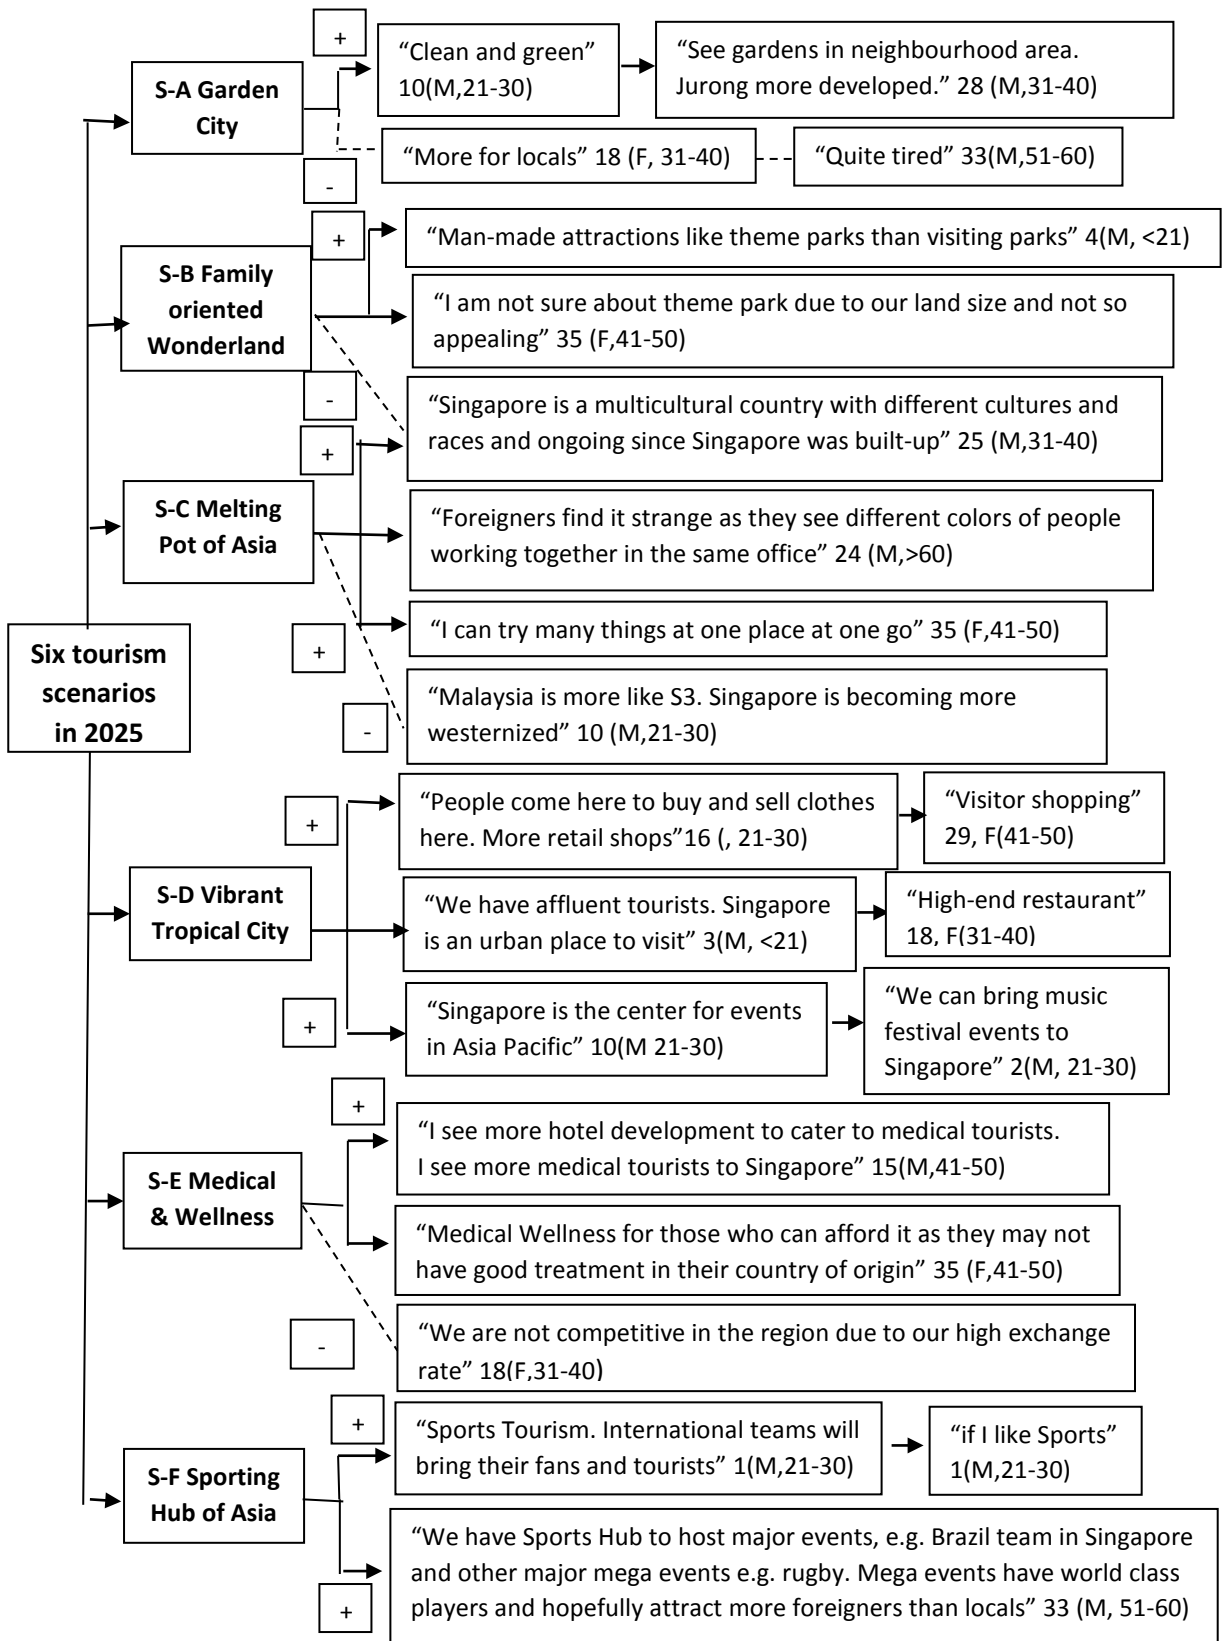 +
“Clean and green”
10(M,21-30)
“See gardens in neighbourhood area.
Jurong more developed.” 28 (M,31-40)
S-A Garden
City
“More for locals” 18 (F, 31-40)
“Quite tired” 33(M,51-60)
-
+
“Man-made attractions like theme parks than visiting parks” 4(M, <21)
S-B Family
oriented
Wonderland
“I am not sure about theme park due to our land size and not so
appealing” 35 (F,41-50)
-
“Singapore is a multicultural country with different cultures and
races and ongoing since Singapore was built-up” 25 (M,31-40)
+
S-C Melting
Pot of Asia
“Foreigners find it strange as they see different colors of people
working together in the same office” 24 (M,>60)
“I can try many things at one place at one go” 35 (F,41-50)
+
Six tourism
scenarios
in 2025
“Malaysia is more like S3. Singapore is becoming more
westernized” 10 (M,21-30)
-
+
“People come here to buy and sell clothes
here. More retail shops”16 (, 21-30)
“Visitor shopping”
29, F(41-50)
S-D Vibrant
Tropical City
“We have affluent tourists. Singapore
is an urban place to visit” 3(M, <21)
“High-end restaurant”
18, F(31-40)
+
“Singapore is the center for events
in Asia Pacific” 10(M 21-30)
“We can bring music
festival events to
Singapore” 2(M, 21-30)
+
“I see more hotel development to cater to medical tourists.
I see more medical tourists to Singapore” 15(M,41-50)
S-E Medical
& Wellness
“Medical Wellness for those who can afford it as they may not
have good treatment in their country of origin” 35 (F,41-50)
-
“We are not competitive in the region due to our high exchange
rate” 18(F,31-40)
+
“Sports Tourism. International teams will
bring their fans and tourists” 1(M,21-30)
“if I like Sports”
1(M,21-30)
S-F Sporting
Hub of Asia
“We have Sports Hub to host major events, e.g. Brazil team in Singapore
and other major mega events e.g. rugby. Mega events have world class
players and hopefully attract more foreigners than locals” 33 (M, 51-60)
+